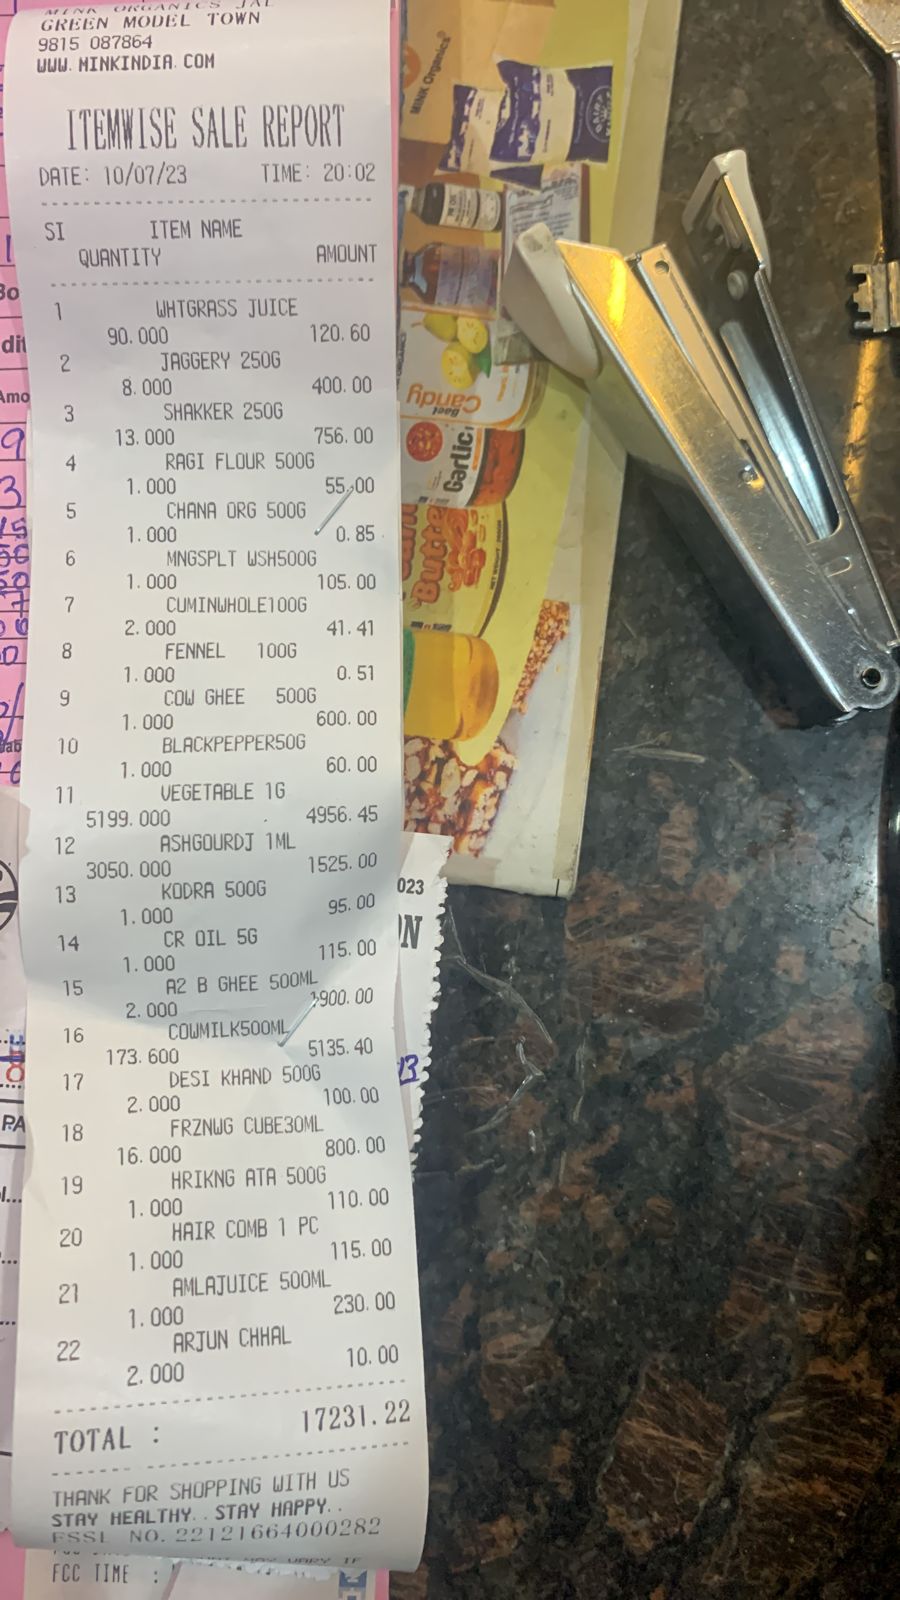 MINK ORGANICS JAL
GREEN MODEL TOWN
9815 087864
WWW.MINKINDIA.COM
ITEMWISE SALE REPORT
DATE: 10/07/23 TIME: 20:02
SI ITEM NAME
QUANTITY AMOUNT
1 WHTGRASS JUICE
90.000 120.60
2 JAGGERY 250G
8.000 400.00
3 SHAKKER 250G
13.000 756.00
4 RAGI FLOUR 500G
1.000 55.00
5 CHANA ORG 500G
1.000 0.85
6 MNGSPLT WSH500G
1.000 105.00
7 CUMINWHOLE100G
2.000 41.41
8 FENNEL 100G
1.000 0.51
9 COW GHEE 500G
1.000 600.00
10 BLACKPEPPER50G
1.000 60.00
11 VEGETABLE 1G
5199.000 4956.45
12 ASHGOURDJ 1ML
3050.000 1525.00
13 KODRA 500G
1.000 95.00
14 CR OIL 5G
1.000 115.00
15 A2 B GHEE 500ML
2.000 1900.00
16 COWMILK500ML
173.600 5135.40
17 DESI KHAND 500G
2.000 100.00
18 FRZNWG CUBE30ML
16.000 800.00
19 HRIKNG ATA 500G
1.000 110.00
20 HAIR COMB 1 PC
1.000 115.00
21 AMLAJUICE 500ML
1.000 230.00
22 ARJUN CHHAL
2.000 10.00
TOTAL : 17231.22
THANK FOR SHOPPING WITH US
STAY HEALTHY.. STAY HAPPY..
FSSL NO. 22121664000282
FCC TIME :
MINK Organics
Candy
Bael
Garlic
Butter
023